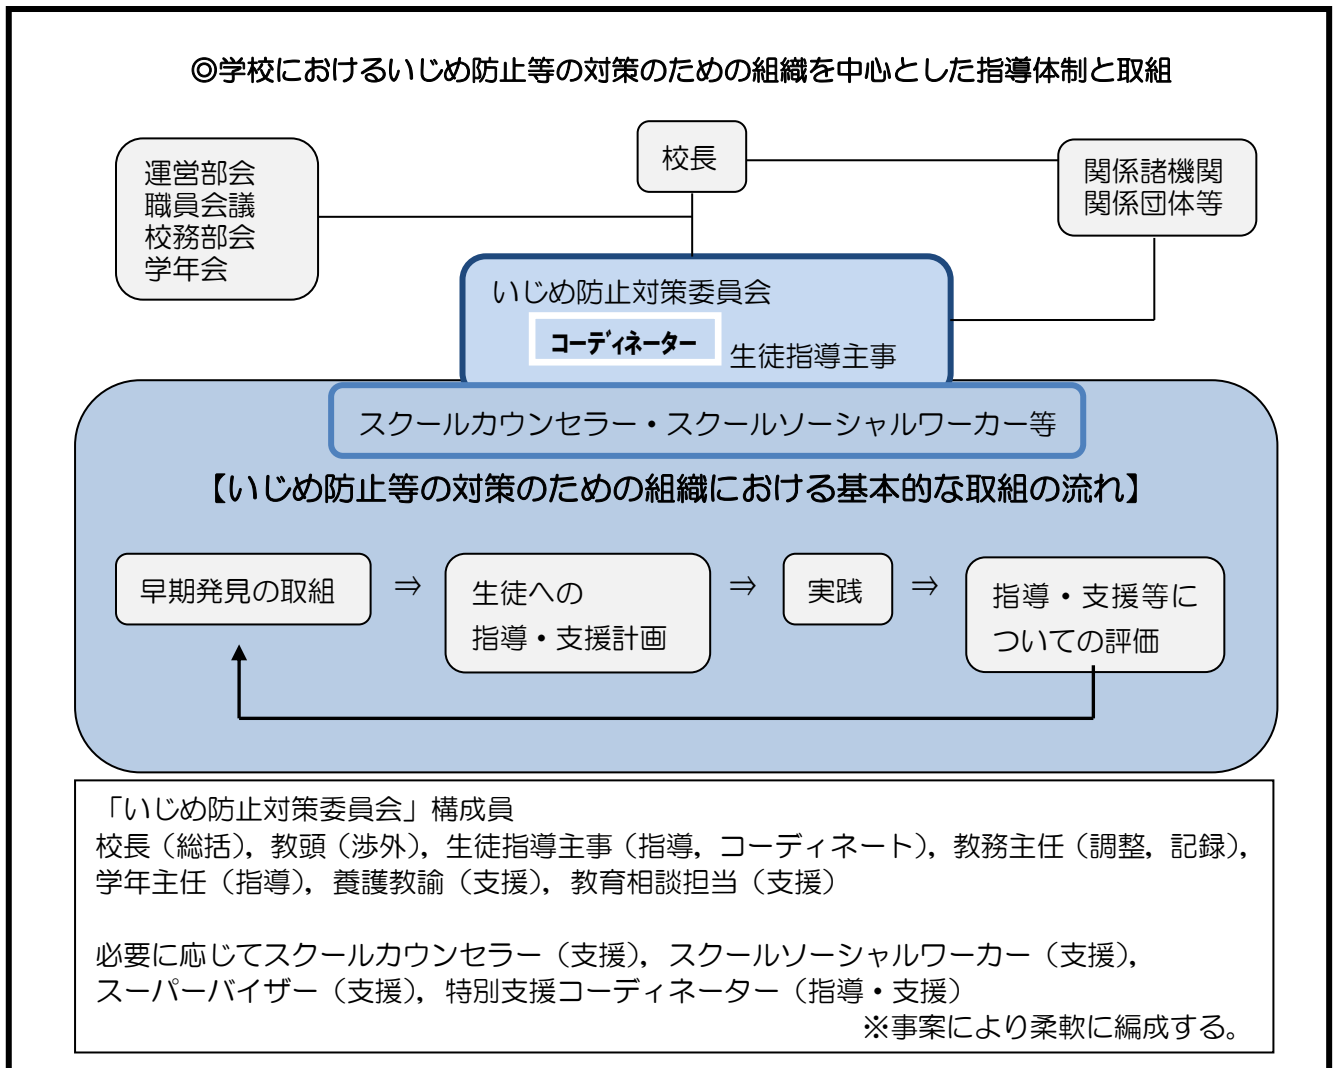 ◎学校におけるいじめ防止等の対策のための組織を中心とした指導体制と取組
校長
運営部会
職員会議
校務部会
学年会
関係諸機関
関係団体等
いじめ防止対策委員会
コーディネーター 生徒指導主事
スクールカウンセラー・スクールソーシャルワーカー等
【いじめ防止等の対策のための組織における基本的な取組の流れ】
早期発見の取組
⇒
生徒への
指導・支援計画
⇒
実践
⇒
指導・支援等に
ついての評価
「いじめ防止対策委員会」構成員
校長（総括），教頭（渉外），生徒指導主事（指導，コーディネート），教務主任（調整，記録），
学年主任（指導），養護教諭（支援），教育相談担当（支援）
必要に応じてスクールカウンセラー（支援），スクールソーシャルワーカー（支援），
スーパーバイザー（支援），特別支援コーディネーター（指導・支援）
※事案により柔軟に編成する。